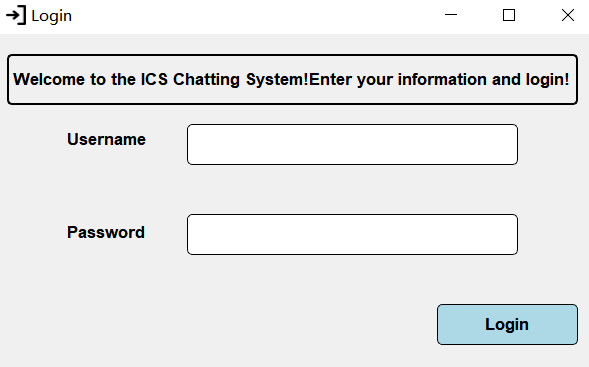 Login
Welcome to the ICS Chatting System!Enter your information and login!
Username
Password
Login